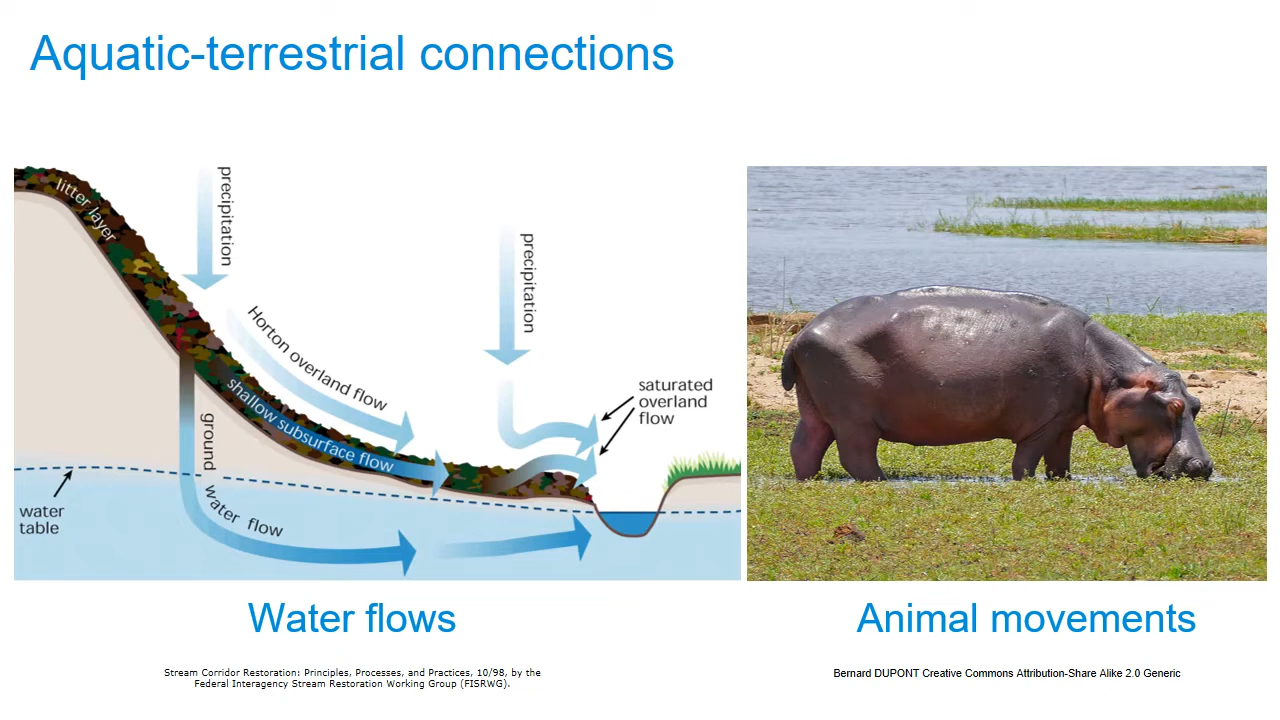 Aquatic-terrestrial connections
litter layer
precipitation
precipitation
Horton overland flow
shallow subsurface flow
saturated
overland
flow
ground water flow
water
table
Water flows
Animal movements
Stream Corridor Restoration: Principles, Processes, and Practices, 10/98, by the
Federal Interagency Stream Restoration Working Group (FISRWG).
Bernard DUPONT Creative Commons Attribution-Share Alike 2.0 Generic